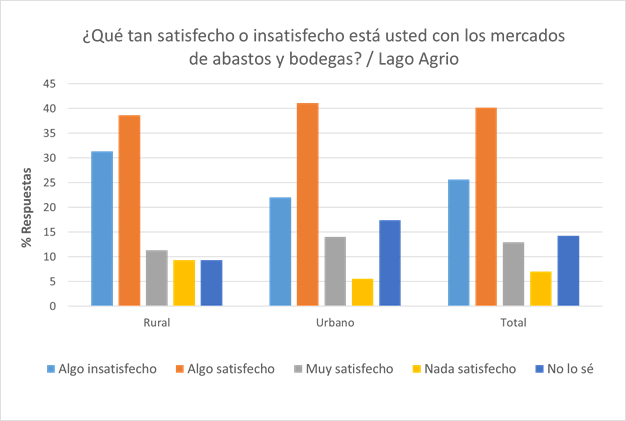 ¿Qué tan satisfecho o insatisfecho está usted con los mercados
de abastos y bodegas? / Lago Agrio
45
40
35
30
25
20
15
10
5
0
% Respuestas
Rural Urbano Total
Algo insatisfecho Algo satisfecho Muy satisfecho Nada satisfecho No lo sé